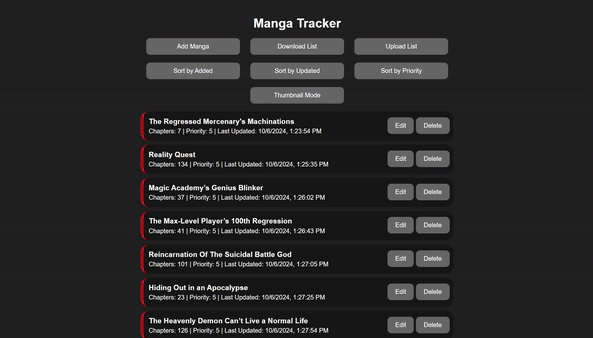 Manga Tracker
Add Manga
Download List
Upload List
Sort by Added
Sort by Updated
Sort by Priority
Thumbnail Mode
The Regressed Mercenary's Machinations
Chapters: 7 | Priority: 5 | Last Updated: 10/6/2024, 1:23:54 PM
Edit
Delete
Reality Quest
Chapters: 134 | Priority: 5 | Last Updated: 10/6/2024, 1:25:35 PM
Edit
Delete
Magic Academy's Genius Blinker
Chapters: 37 | Priority: 5 | Last Updated: 10/6/2024, 1:26:02 PM
Edit
Delete
The Max-Level Player's 100th Regression
Chapters: 41 | Priority: 5 | Last Updated: 10/6/2024, 1:26:43 PM
Edit
Delete
Reincarnation Of The Suicidal Battle God
Chapters: 101 | Priority: 5 | Last Updated: 10/6/2024, 1:27:05 PM
Edit
Delete
Hiding Out in an Apocalypse
Chapters: 23 | Priority: 5 | Last Updated: 10/6/2024, 1:27:25 PM
Edit
Delete
The Heavenly Demon Can't Live a Normal Life
Chapters: 126 | Priority: 5 | Last Updated: 10/6/2024, 1:27:54 PM
Edit
Delete